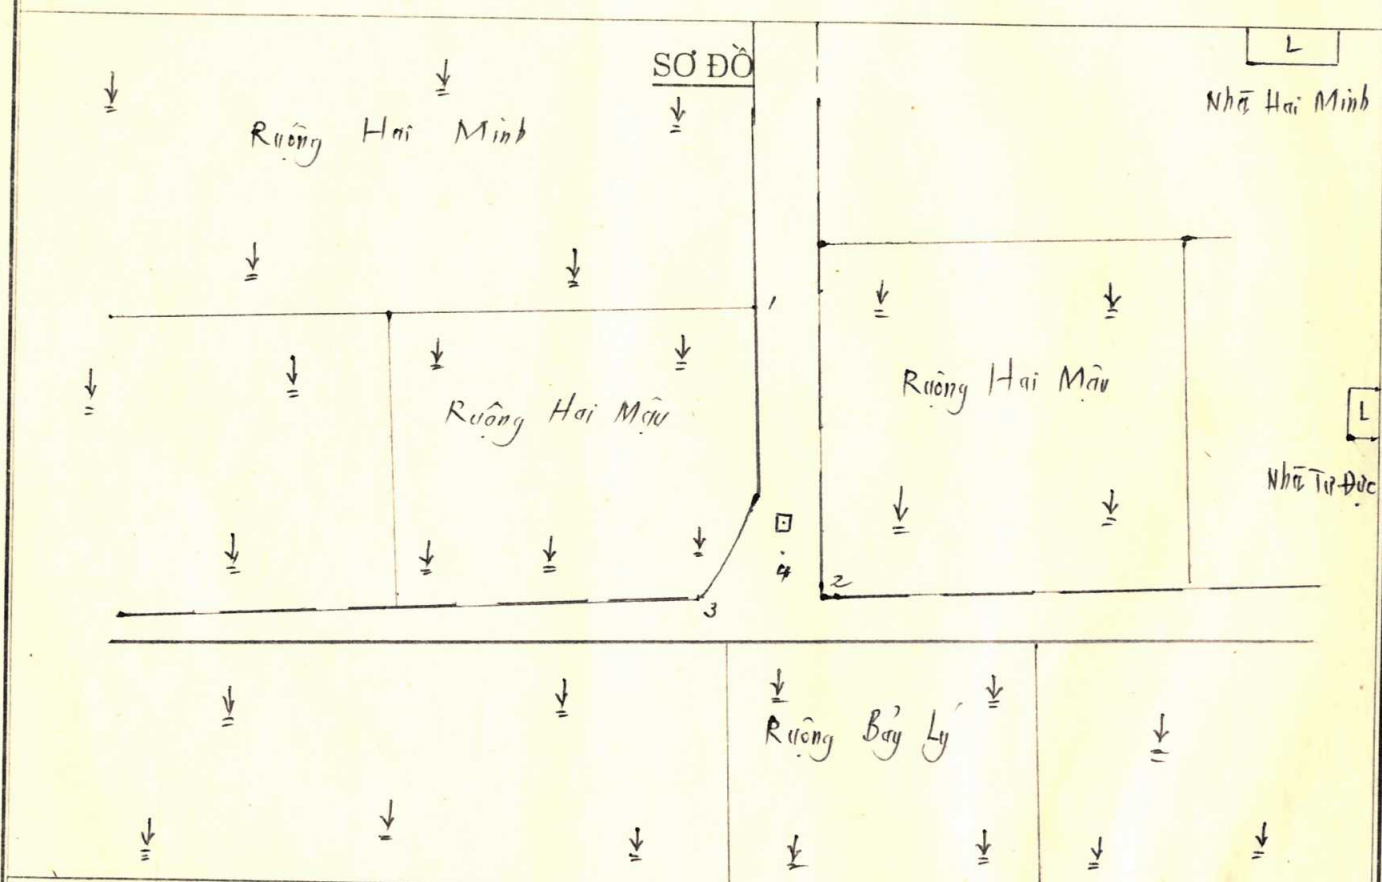 SƠ ĐỒ
L
Nhà Hai Minh
Ruộng Hai Minh
1
Ruộng Hai Mậu
Ruộng Hai Mậu
L
Nhà Tư Đực
4
2
3
Ruộng Bảy Lý